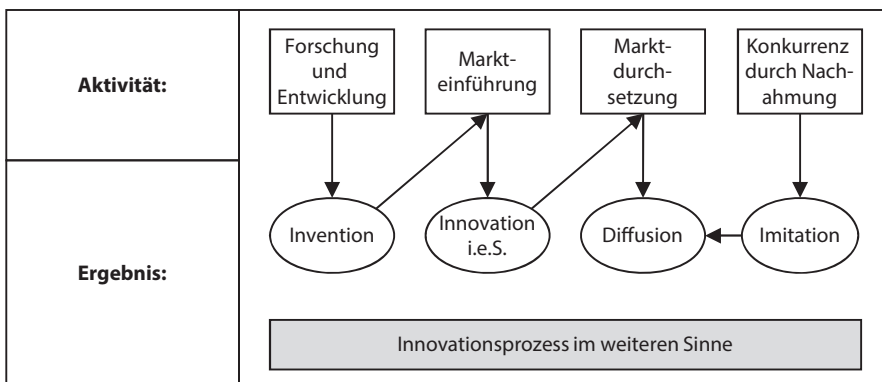 Aktivität:
Forschung
und
Entwicklung
Markt-
einführung
Markt-
durch-
setzung
Konkurrenz
durch Nach-
ahmung
Ergebnis:
Invention
Innovation
i.e.S.
Diffusion
Imitation
Innovationsprozess im weiteren Sinne